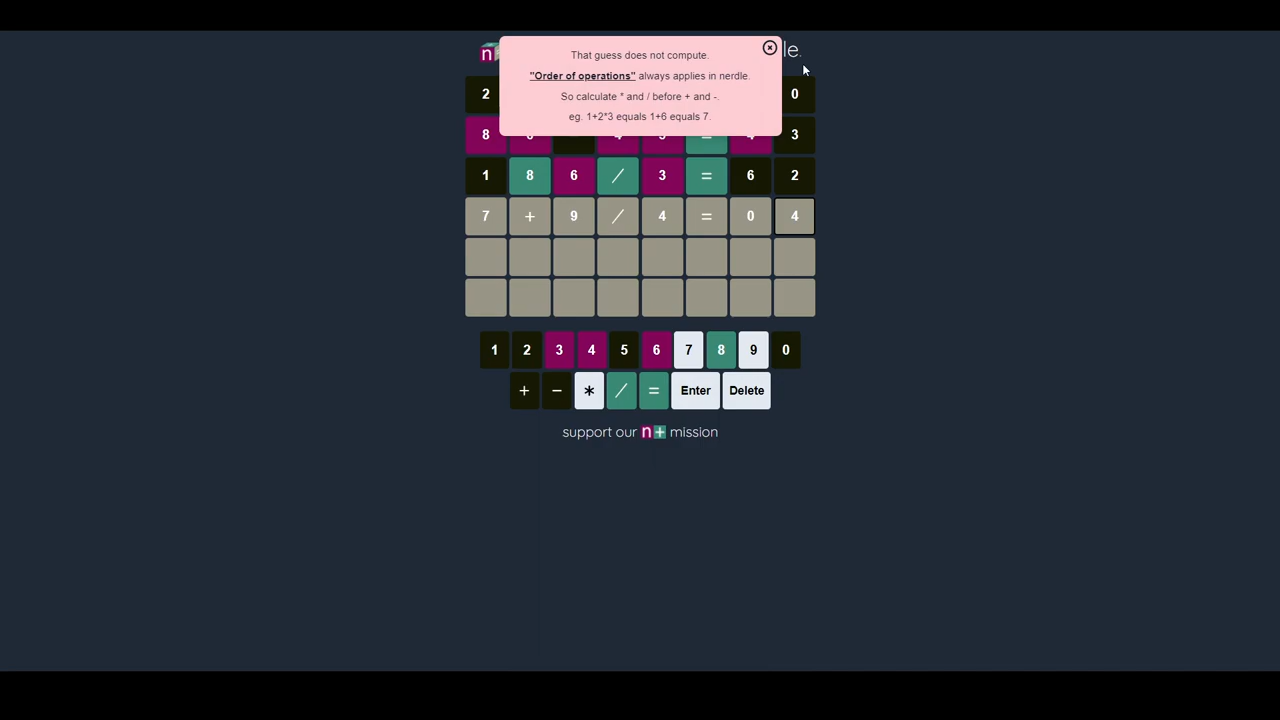 n le.
That guess does not compute.
"Order of operations" always applies in nerdle.
So calculate * and / before + and -.
eg. 1+2*3 equals 1+6 equals 7.
2 0
8 = 3
1 8 6 / 3 = 6 2
7 + 9 / 4 = 0 4
1 2 3 4 5 6 7 8 9 0
+ - * / = Enter Delete
support our n+ mission